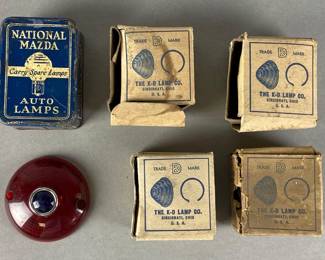 NATIONAL
MAZDA
Carry Spare Lamps
AUTO
LAMPS
TRADE D MARK
THE K-D LAMP CO.
CINCINNATI, OHIO
U. S. A.
TRADE D MARK
THE K-D LAMP CO.
CINCINNATI, OHIO
U. S. A.
TRADE D MARK
THE K-D LAMP CO.
CINCINNATI, OHIO
U. S. A.
TRADE D MARK
THE K-D LAMP CO.
CINCINNATI, OHIO
U. S. A.